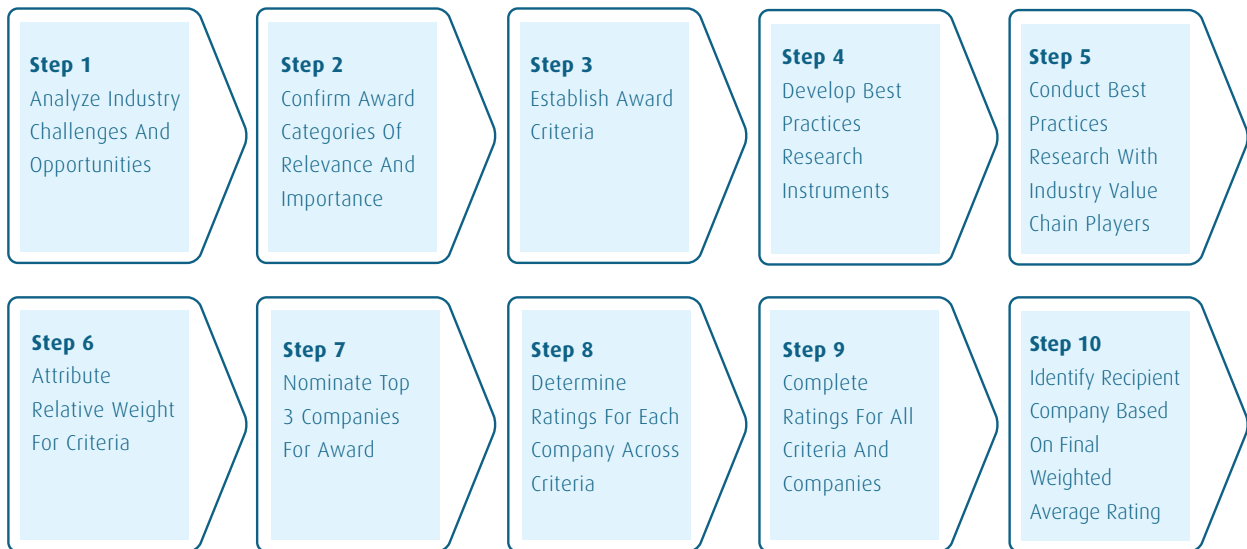 Step 1
Analyze Industry
Challenges And
Opportunities
Step 2
Confirm Award
Categories Of
Relevance And
Importance
Step 3
Establish Award
Criteria
Step 4
Develop Best
Practices
Research
Instruments
Step 5
Conduct Best
Practices
Research With
Industry Value
Chain Players
Step 6
Attribute
Relative Weight
For Criteria
Step 7
Nominate Top
3 Companies
For Award
Step 8
Determine
Ratings For Each
Company Across
Criteria
Step 9
Complete
Ratings For All
Criteria And
Companies
Step 10
Identify Recipient
Company Based
On Final
Weighted
Average Rating